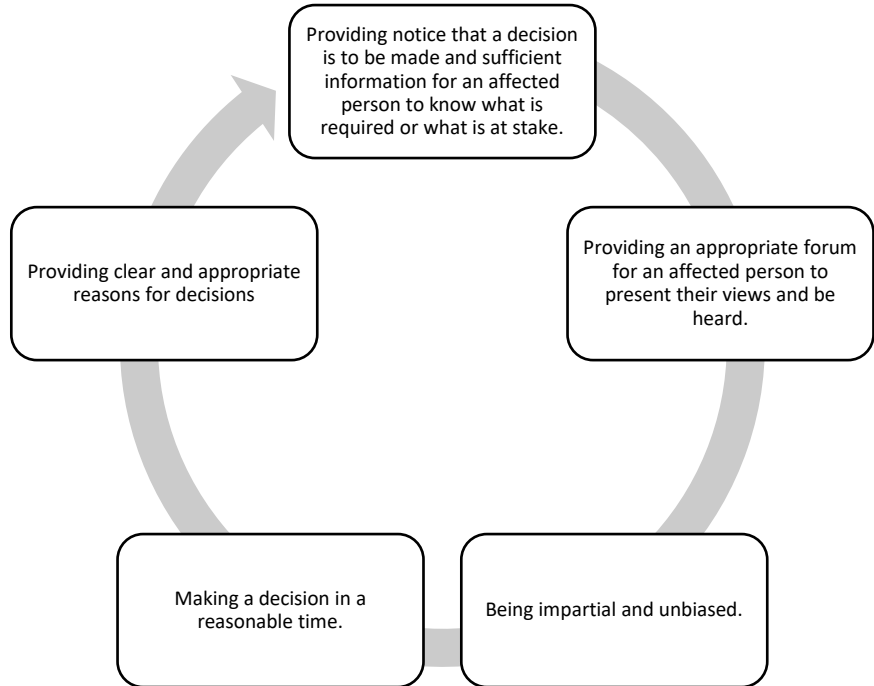 Providing notice that a decision
is to be made and sufficient
information for an affected
person to know what is
required or what is at stake.
Providing an appropriate forum
for an affected person to
present their views and be
heard.
Being impartial and unbiased.
Making a decision in a
reasonable time.
Providing clear and appropriate
reasons for decisions